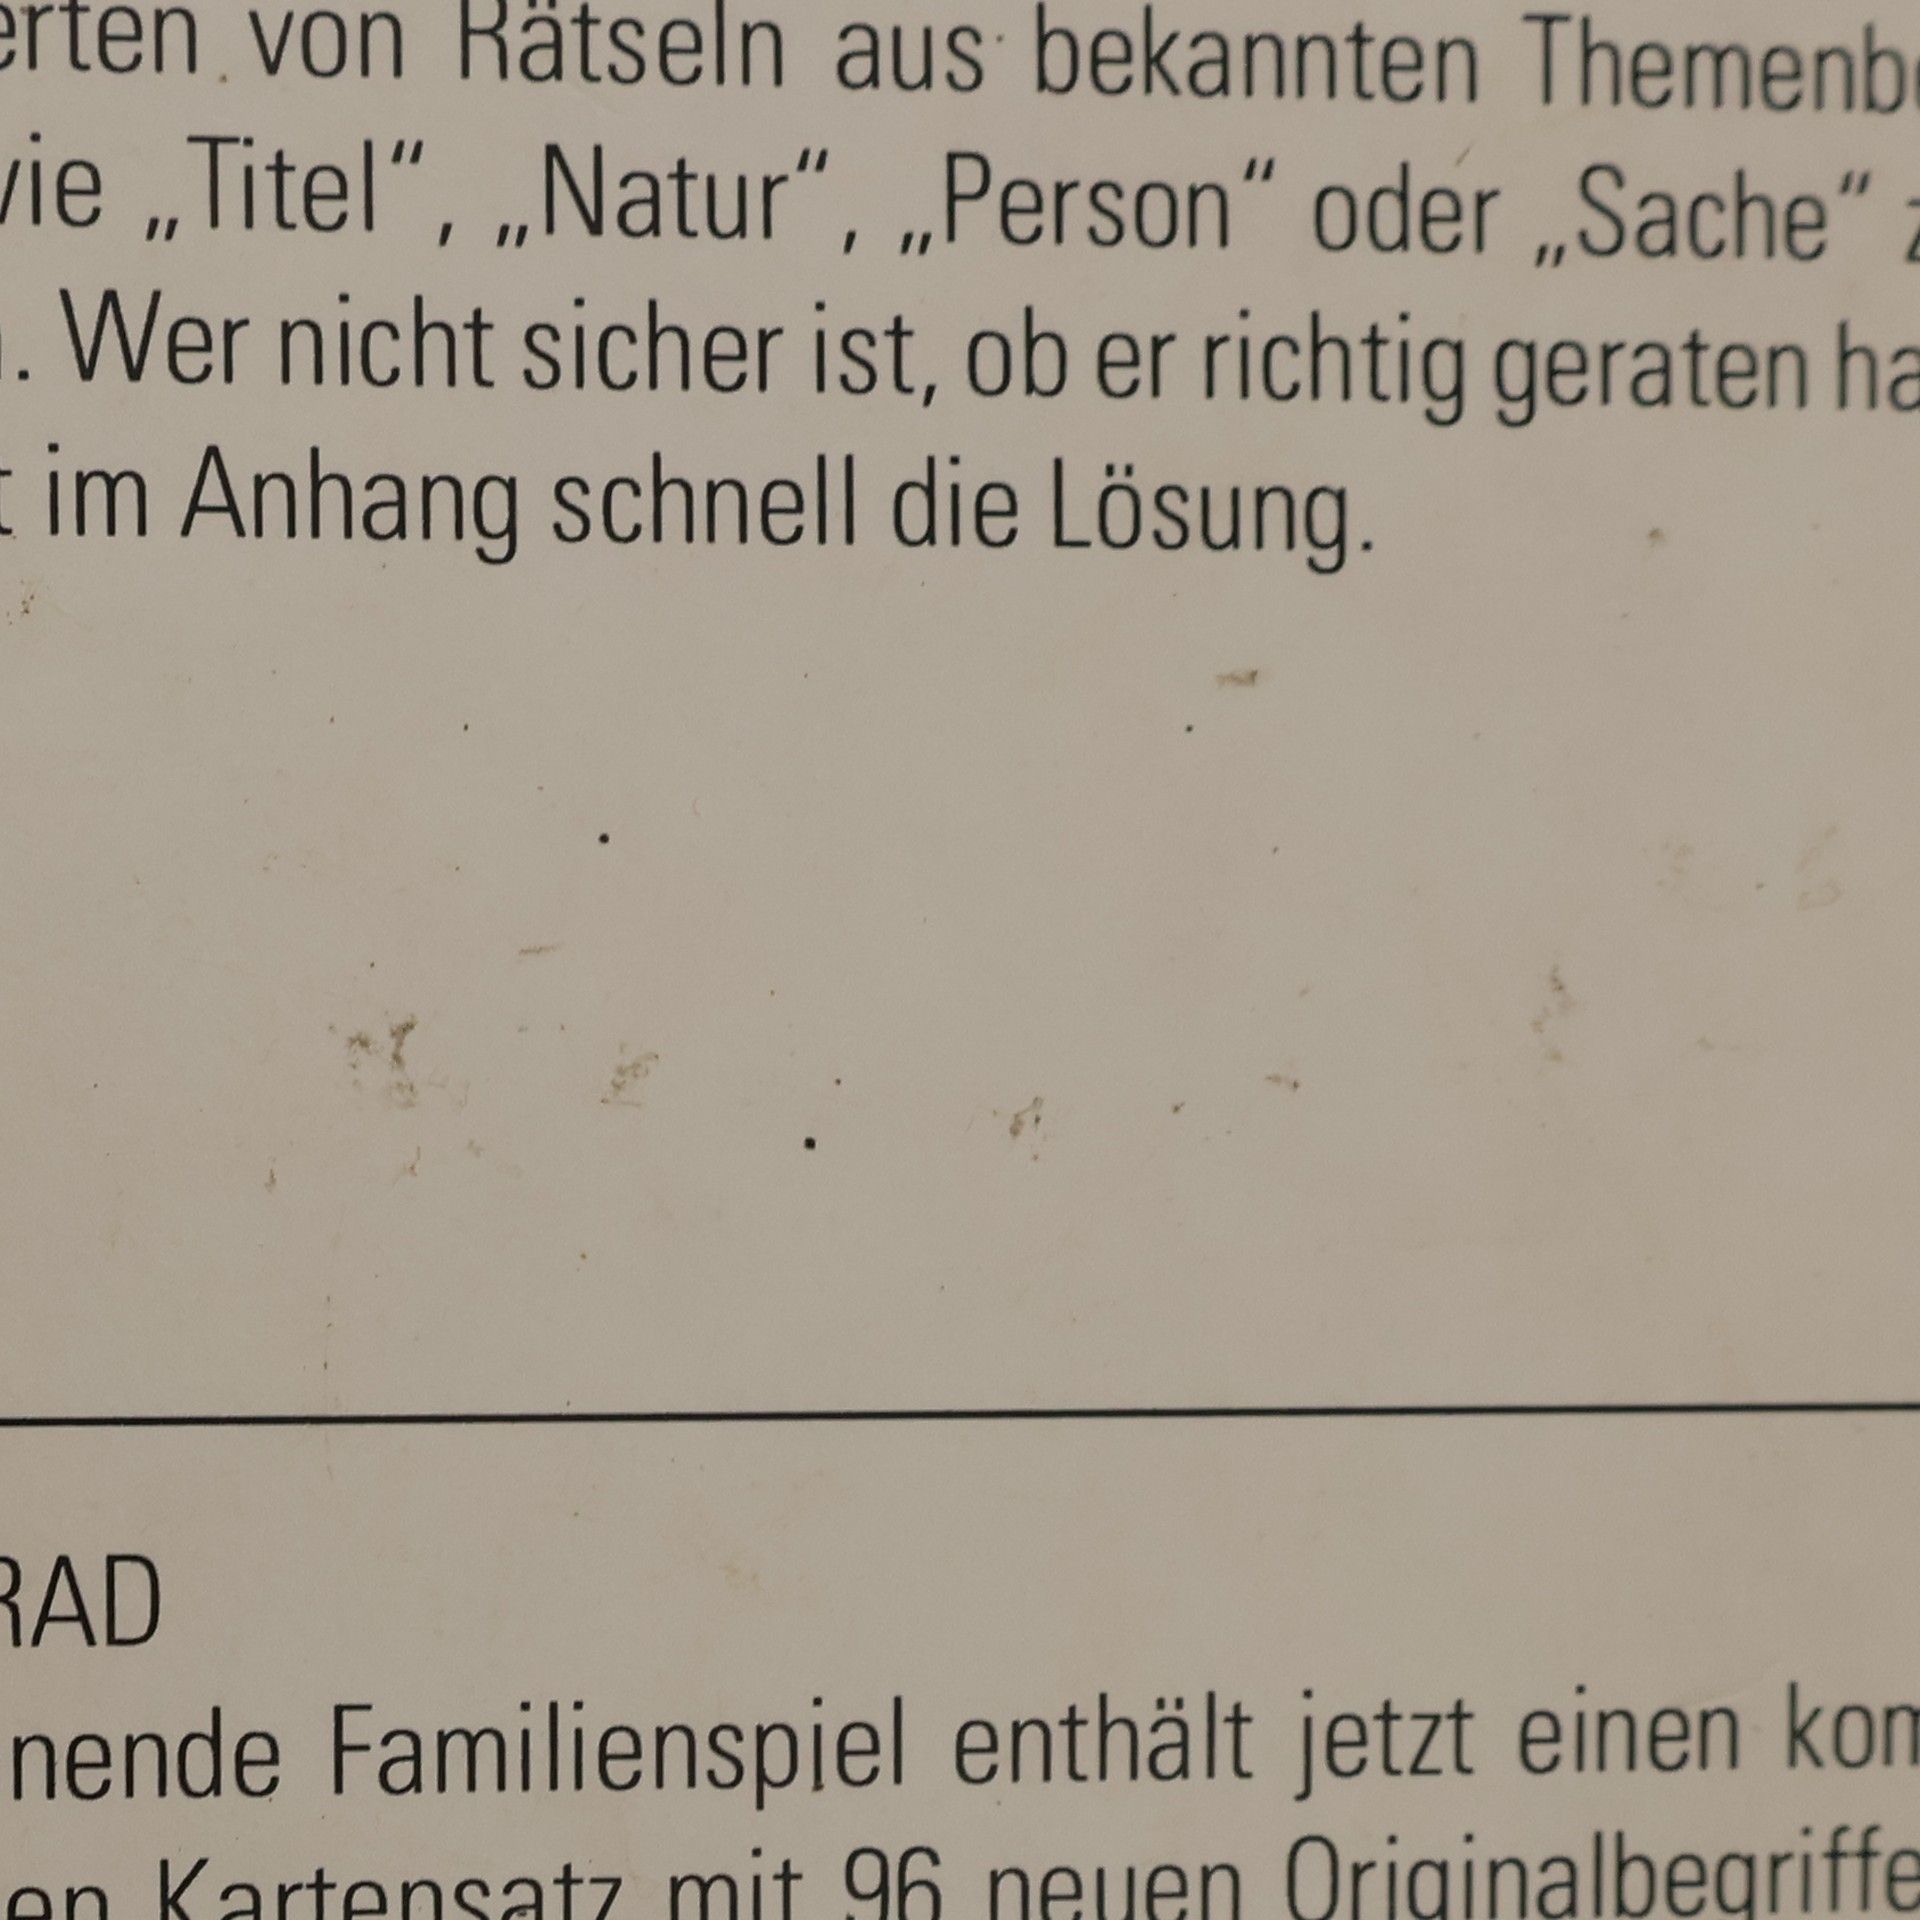 erten von Rätseln aus bekannten Themenb
wie „Titel“, „Natur“, „Person“ oder „Sache“ z
. Wer nicht sicher ist, ob er richtig geraten ha
t im Anhang schnell die Lösung.
RAD
nende Familienspiel enthält jetzt einen kom
en Kartensatz mit 96 neuen Originalbegriffe